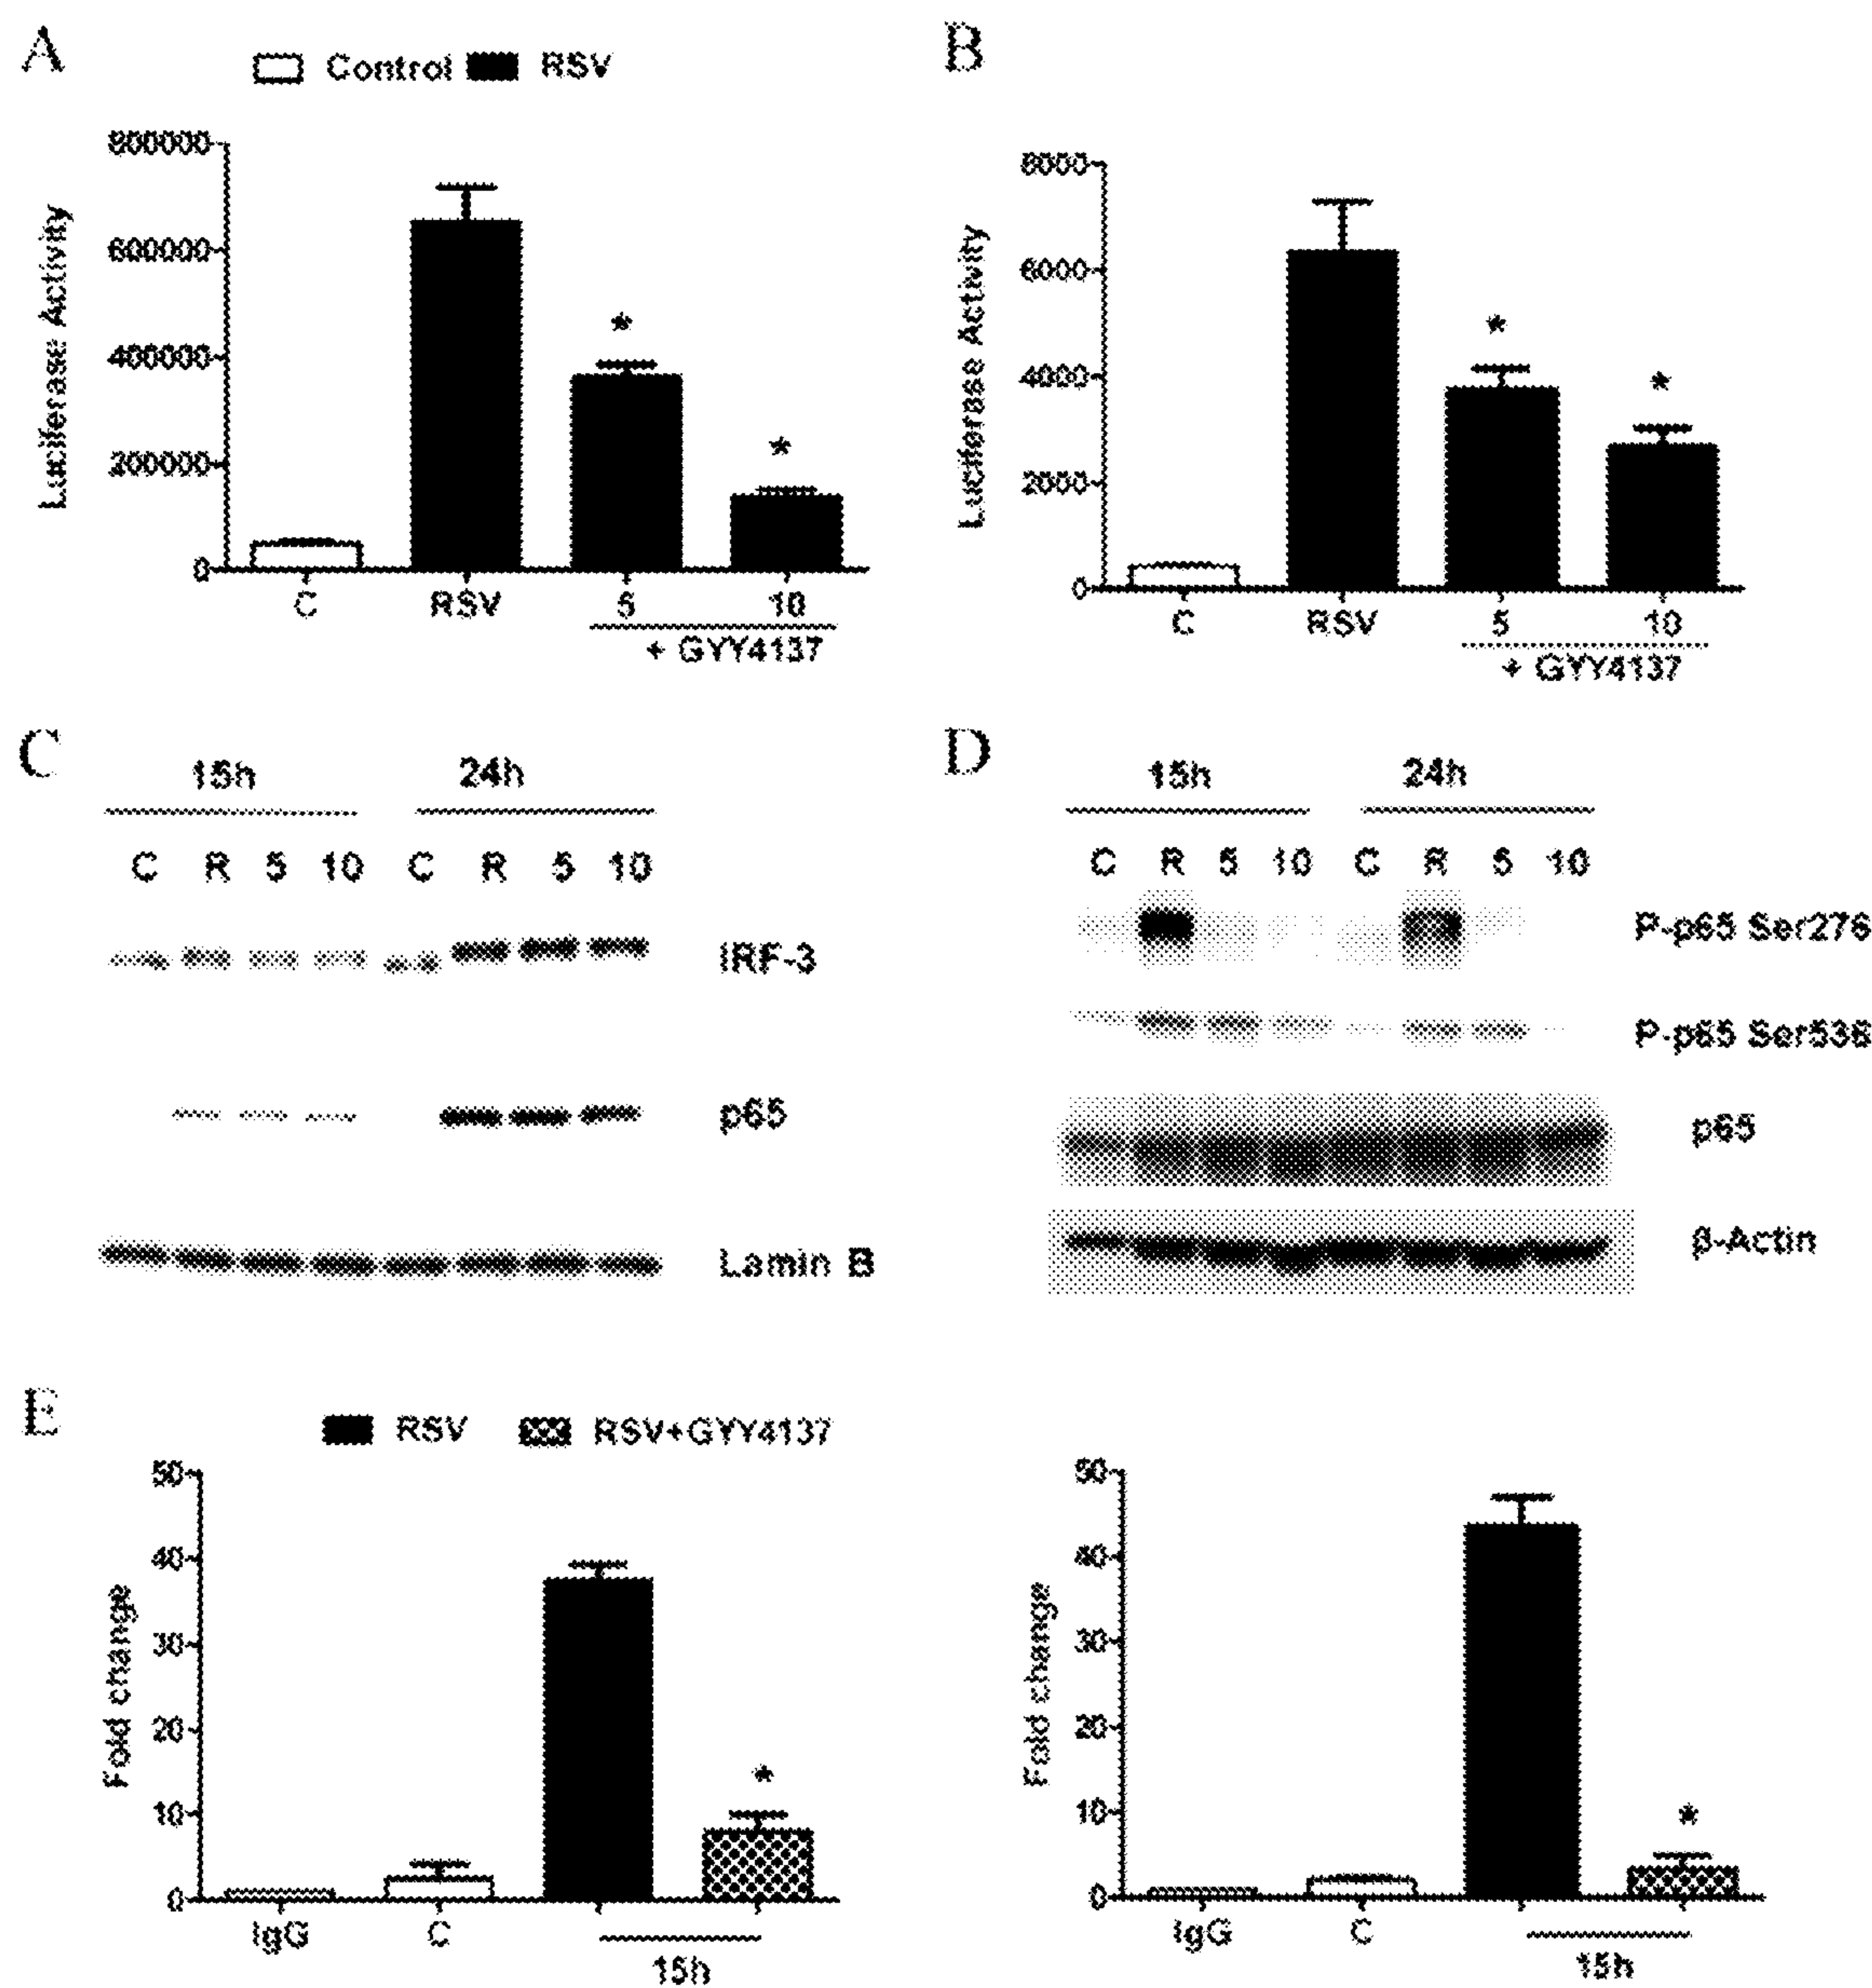 A
Control RSV
Luciferase Activity
800000
600000
400000
200000
0
*
*
C RSV 5 10
+ GYY4137
B
Luciferase Activity
8000
6000
4000
2000
0
*
*
C RSV 5 10
+ GYY4137
C
15h 24h
C R 5 10 C R 5 10
IRF-3
p65
Lamin B
D
15h 24h
C R 5 10 C R 5 10
P-p65 Ser276
P-p65 Ser536
p65
β-Actin
E
RSV RSV+GYY4137
Fold change
50
40
30
20
10
0
*
IgG C
15h
Fold change
50
40
30
20
10
0
*
IgG C
15h